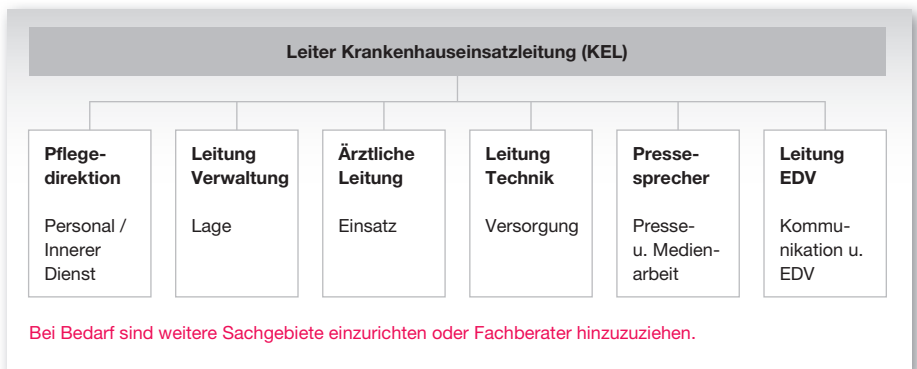 Leiter Krankenhauseinsatzleitung (KEL)
Pflege-
direktion
Personal /
Innerer
Dienst
Leitung
Verwaltung
Lage
Ärztliche
Leitung
Einsatz
Leitung
Technik
Versorgung
Presse-
sprecher
Presse-
u. Medien-
arbeit
Leitung
EDV
Kommu-
nikation u.
EDV
Bei Bedarf sind weitere Sachgebiete einzurichten oder Fachberater hinzuzuziehen.